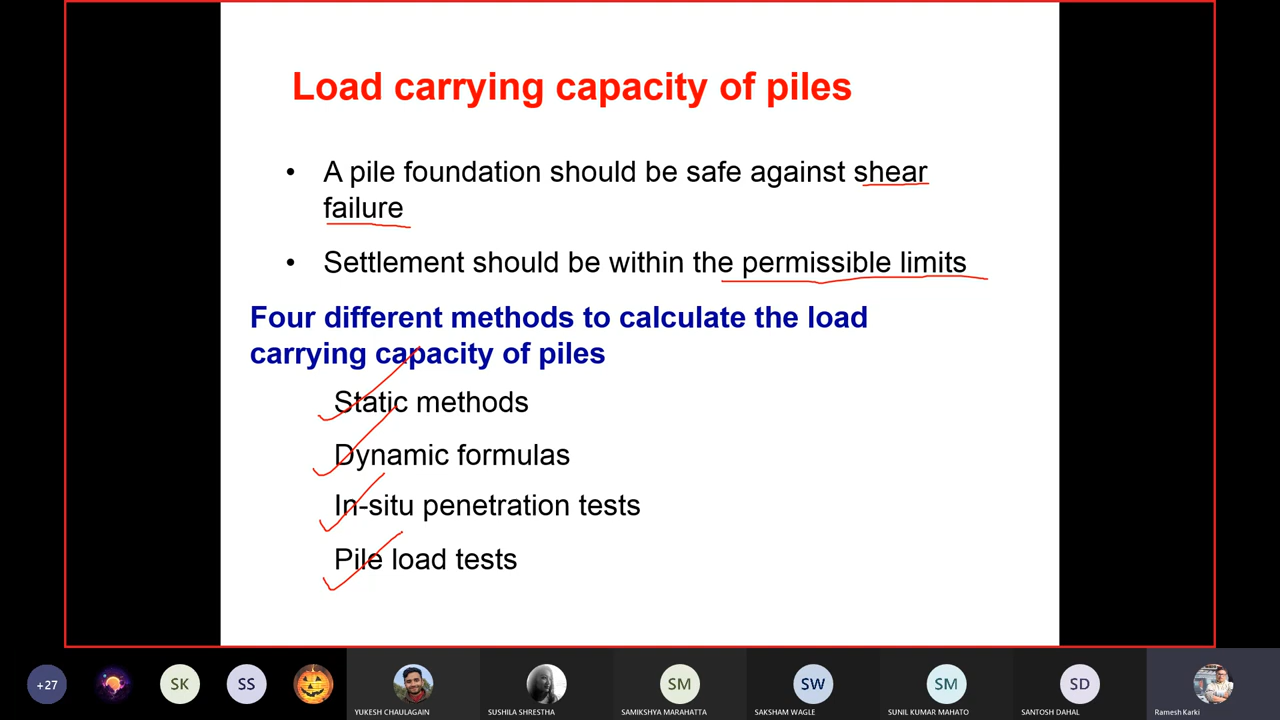 Load carrying capacity of piles
• A pile foundation should be safe against shear
failure
• Settlement should be within the permissible limits
Four different methods to calculate the load
carrying capacity of piles
Static methods
Dynamic formulas
In-situ penetration tests
Pile load tests
+27
SK
SS
YUKESH CHAULAGAIN
SUSHILA SHRESTHA
SM
SAMIKSHYA MARAHATTA
SW
SAKSHAM WAGLE
SM
SUNIL KUMAR MAHATO
SD
SANTOSH DAHAL
Ramesh Karki